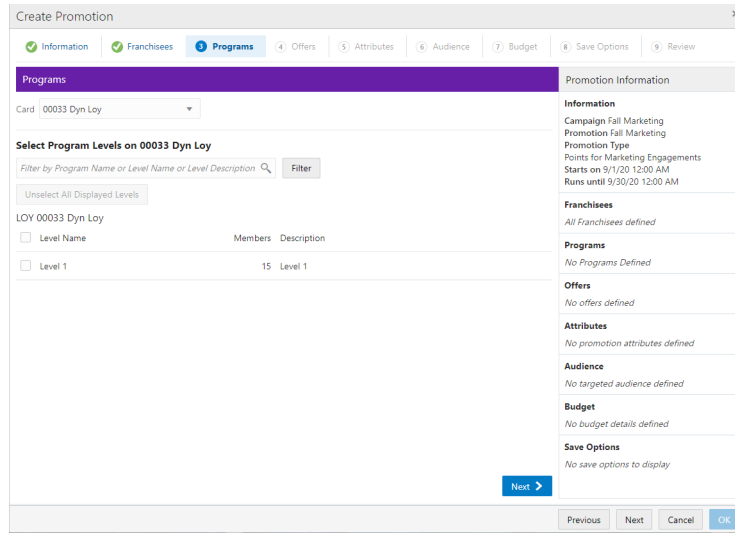 Create Promotion
Information
Franchisees
3 Programs
4 Offers
5 Attributes
6 Audience
7 Budget
8 Save Options
9 Review
Programs
Card 00033 Dyn Loy
Select Program Levels on 00033 Dyn Loy
Filter by Program Name or Level Name or Level Description
Filter
Unselect All Displayed Levels
LOY 00033 Dyn Loy
Level Name Members Description
Level 1 15 Level 1
Next
Promotion Information
Information
Campaign Fall Marketing
Promotion Fall Marketing
Promotion Type
Points for Marketing Engagements
Starts on 9/1/20 12:00 AM
Runs until 9/30/20 12:00 AM
Franchisees
All Franchisees defined
Programs
No Programs Defined
Offers
No offers defined
Attributes
No promotion attributes defined
Audience
No targeted audience defined
Budget
No budget details defined
Save Options
No save options to display
Previous Next Cancel OK